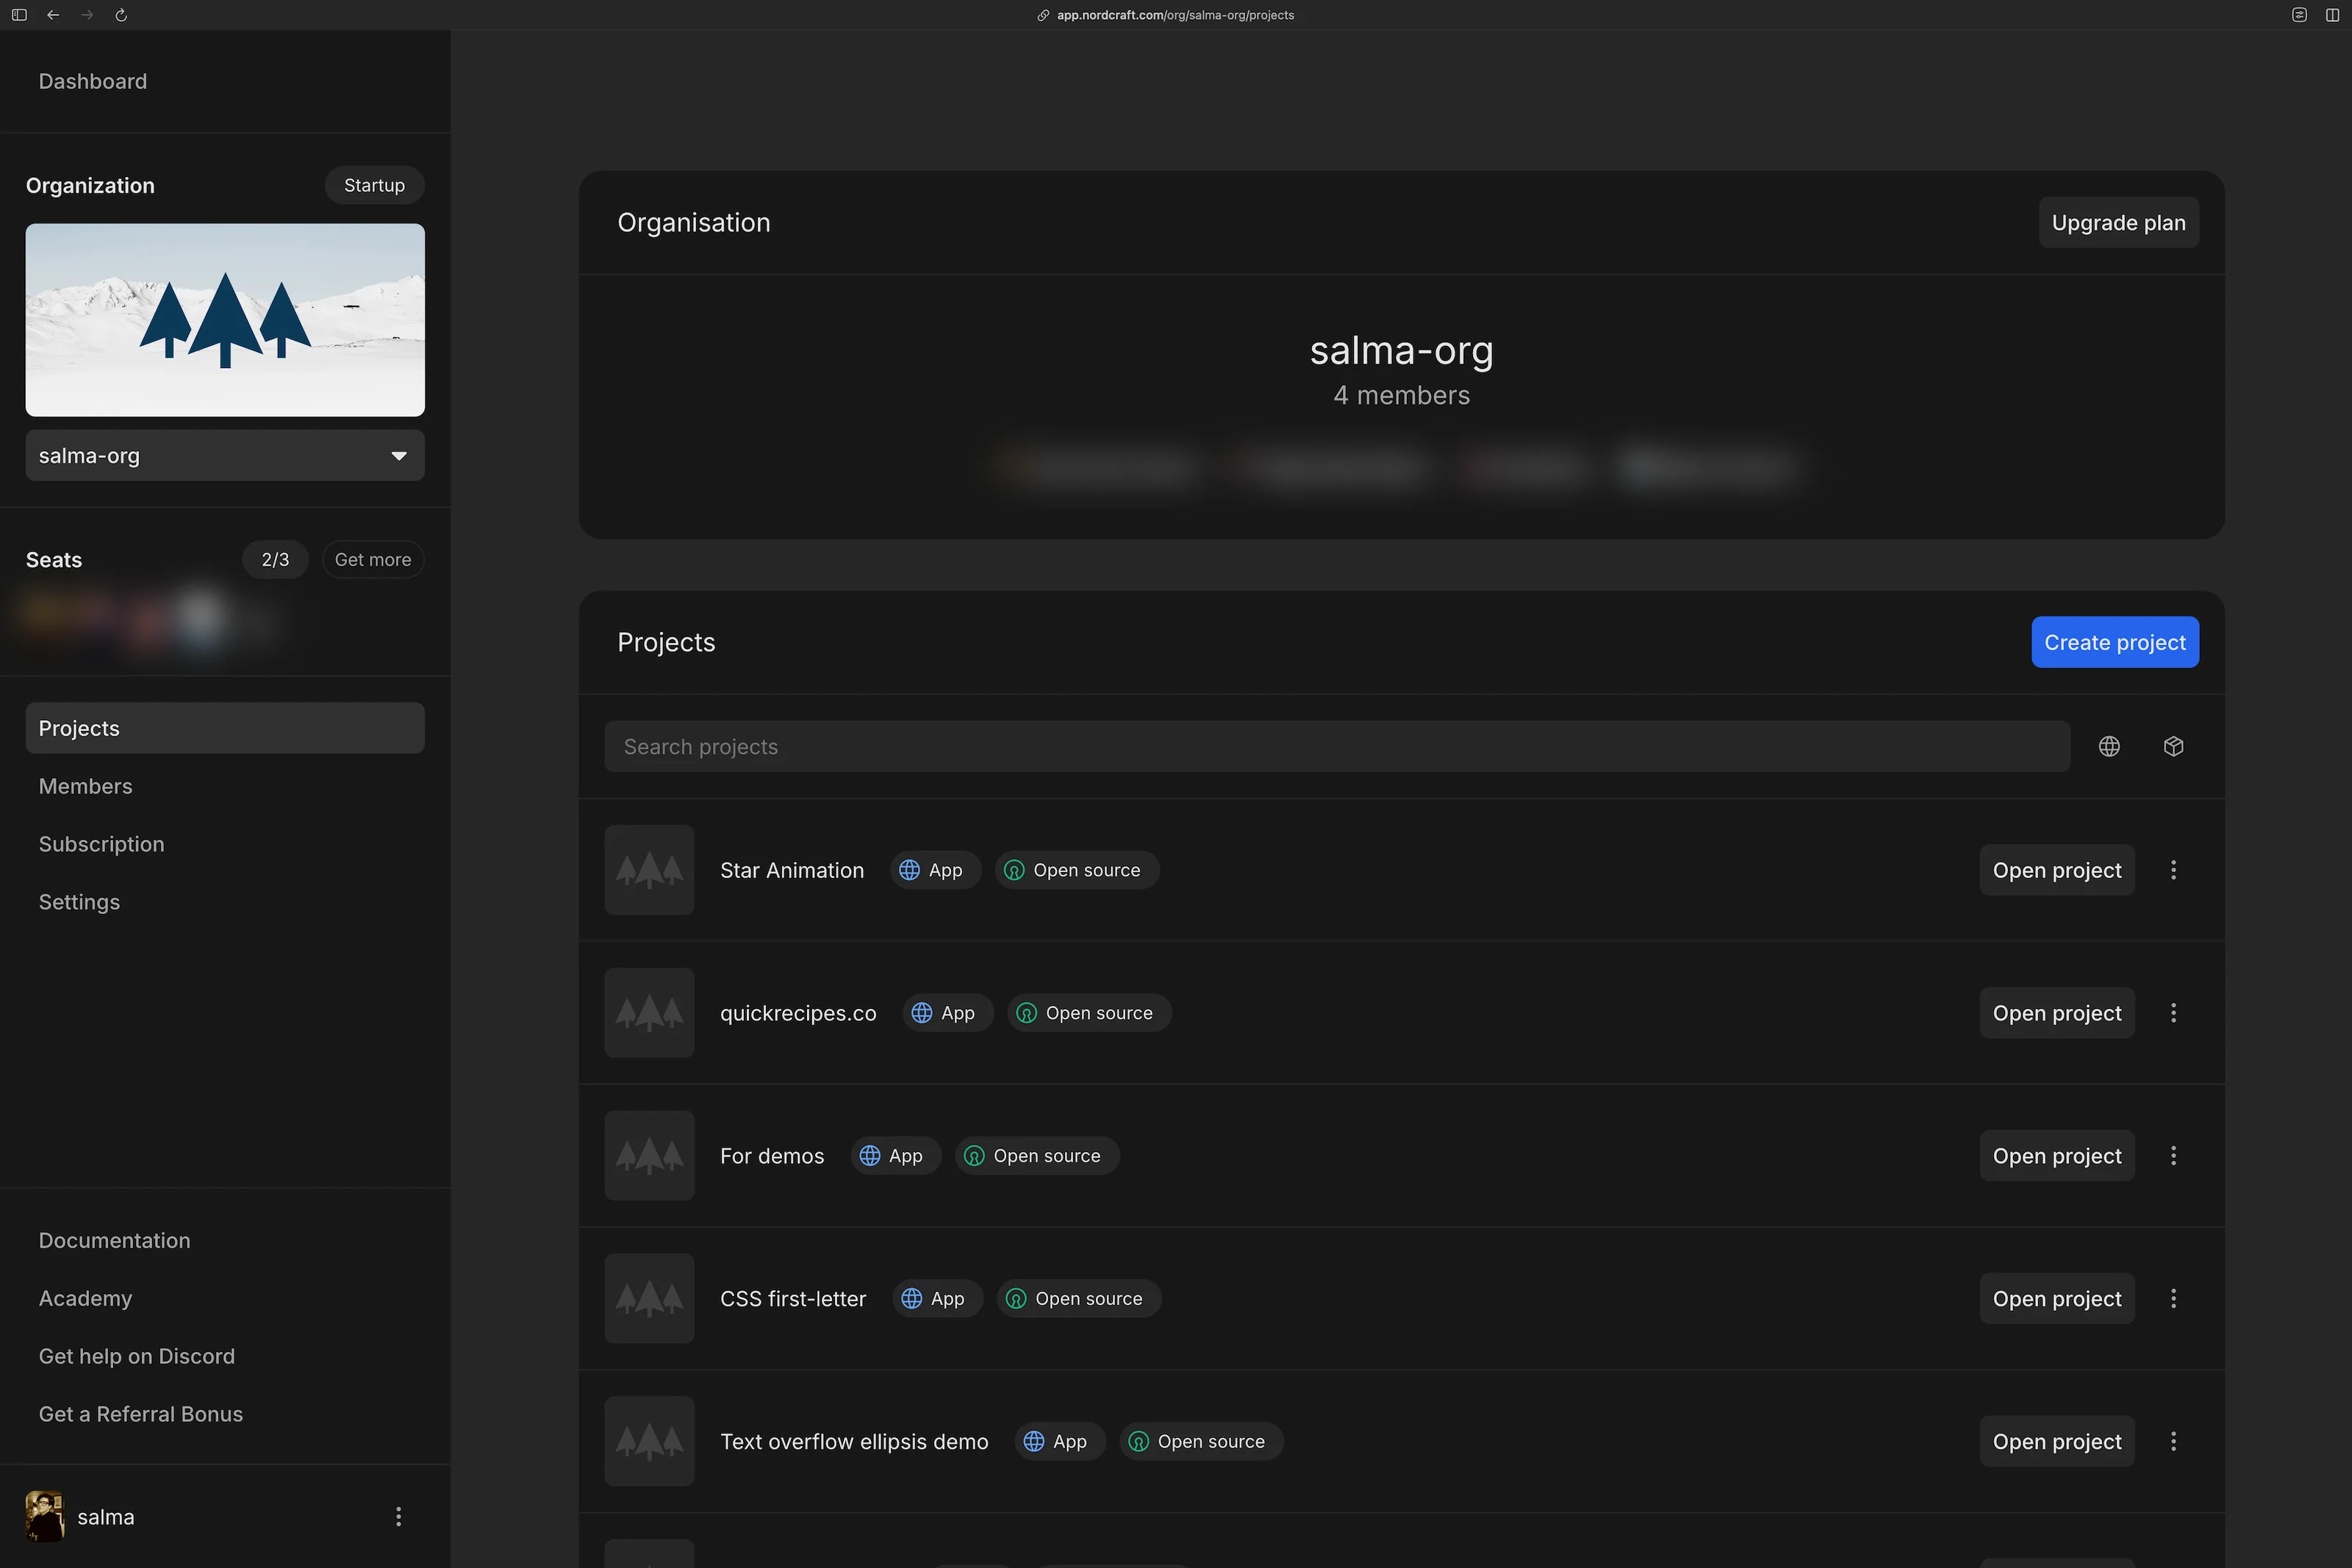 app.nordcraft.com/org/salma-org/projects
Dashboard
Organization
Startup
salma-org
Seats
2/3
Get more
Projects
Members
Subscription
Settings
Documentation
Academy
Get help on Discord
Get a Referral Bonus
salma
Organisation
Upgrade plan
salma-org
4 members
Projects
Create project
Search projects
Star Animation App Open source Open project
quickrecipes.co App Open source Open project
For demos App Open source Open project
CSS first-letter App Open source Open project
Text overflow ellipsis demo App Open source Open project